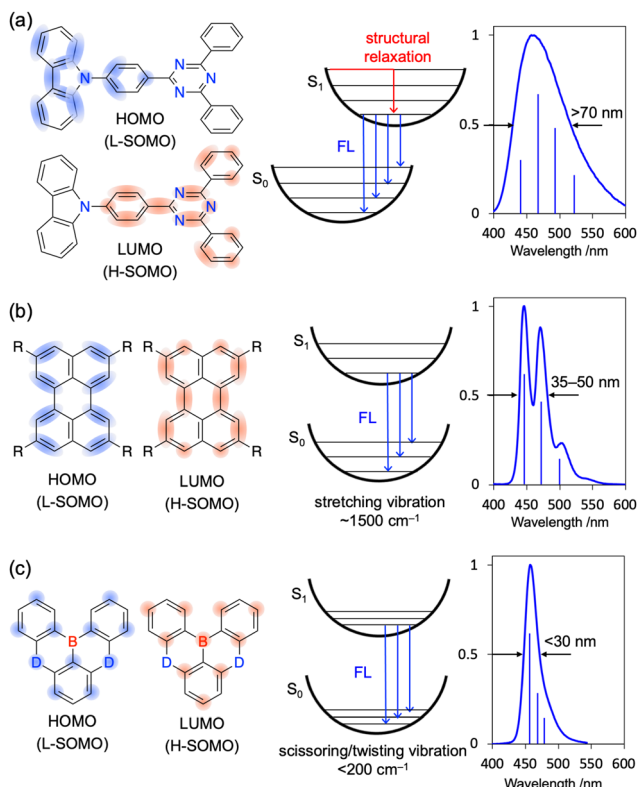 (a)
N
N
N
N
HOMO
(L-SOMO)
N
N
N
N
LUMO
(H-SOMO)
structural
relaxation
S1
FL
S0
1
0.5
0
>70 nm
400 450 500 550 600
Wavelength /nm
(b)
R R
R R
HOMO
(L-SOMO)
R R
R R
LUMO
(H-SOMO)
S1
FL
S0
stretching vibration
~1500 cm⁻¹
1
0.5
0
35–50 nm
400 450 500 550 600
Wavelength /nm
(c)
B
D D
HOMO
(L-SOMO)
B
D D
LUMO
(H-SOMO)
S1
FL
S0
scissoring/twisting vibration
<200 cm⁻¹
1
0.5
0
<30 nm
400 450 500 550 600
Wavelength /nm